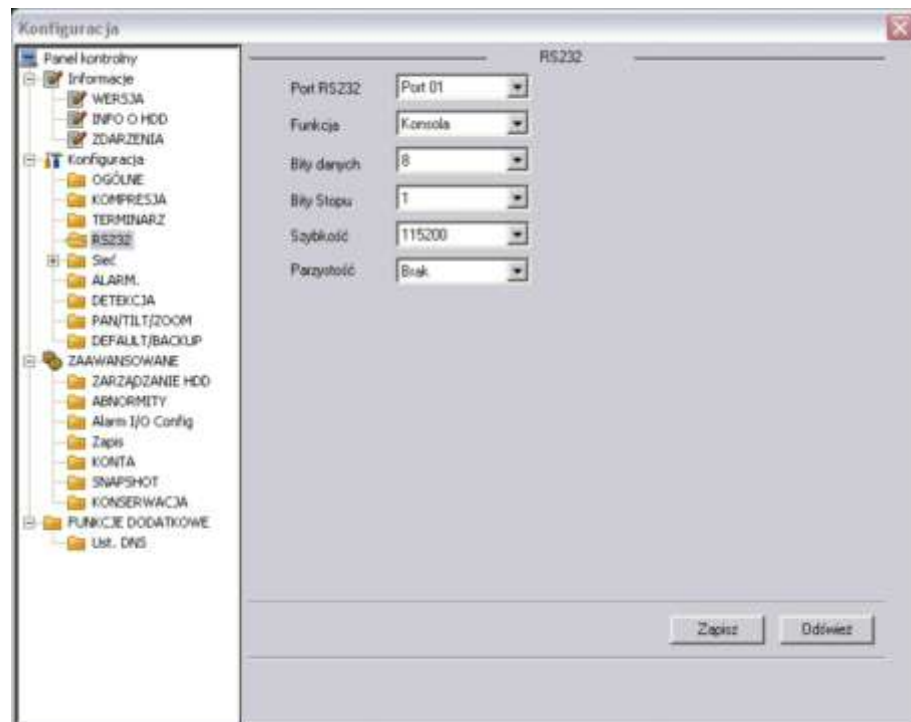 Konfiguracja
Panel kontrolny
Informacje
WERSJA
INFO O HDD
ZDARZENIA
Konfiguracja
OGÓLNE
KOMPRESJA
TERMINARZ
RS232
Sieć
ALARM.
DETEKCJA
PAN/TILT/ZOOM
DEFAULT/BACKUP
ZAAWANSOWANE
ZARZĄDZANIE HDD
ABNORMITY
Alarm I/O Config
Zapis
KONTA
SNAPSHOT
KONSERWACJA
FUNKCJE DODATKOWE
Ust. DNS
RS232
Port RS232 Port 01
Funkcja Konsola
Bity danych 8
Bity Stopu 1
Szybkość 115200
Parzystość Brak
Zapisz Odśwież